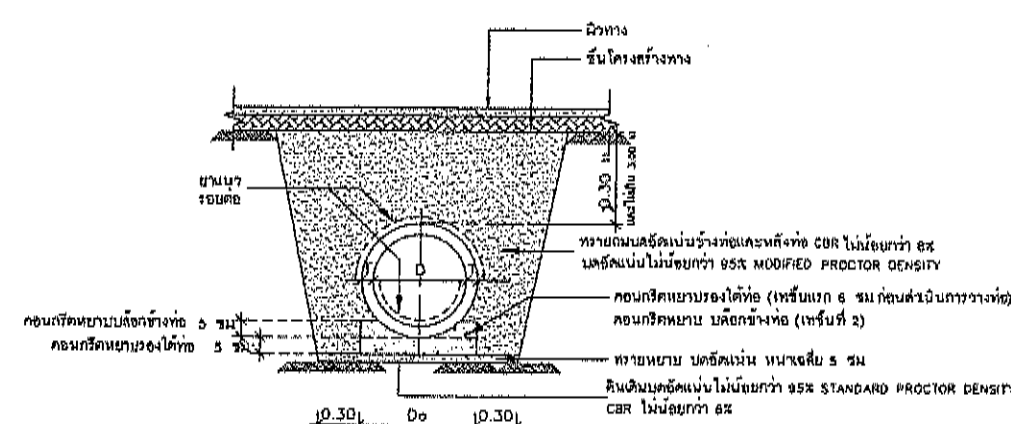 ผิวทาง
ชั้นโครงสร้างทาง
ยาแนว
รอบท่อ
0.30 ม
และไม่เกิน 3.00 ม
D
ทรายถมบดอัดแน่นข้างท่อและหลังท่อ CBR ไม่น้อยกว่า 8%
บดอัดแน่นไม่น้อยกว่า 95% MODIFIED PROCTOR DENSITY
คอนกรีตหยาบรองใต้ท่อ (เทชั้นแรก 6 ซม ก่อนดำเนินการวางท่อ)
คอนกรีตหยาบ บล็อกข้างท่อ (เทชั้นที่ 2)
คอนกรีตหยาบบล็อกข้างท่อ 5 ซม
คอนกรีตหยาบรองใต้ท่อ 5 ซม
ทรายหยาบ บดอัดแน่น หนาเฉลี่ย 5 ซม
ดินเดิมบดอัดแน่นไม่น้อยกว่า 95% STANDARD PROCTOR DENSITY
CBR ไม่น้อยกว่า 6%
0.30 Do 0.30